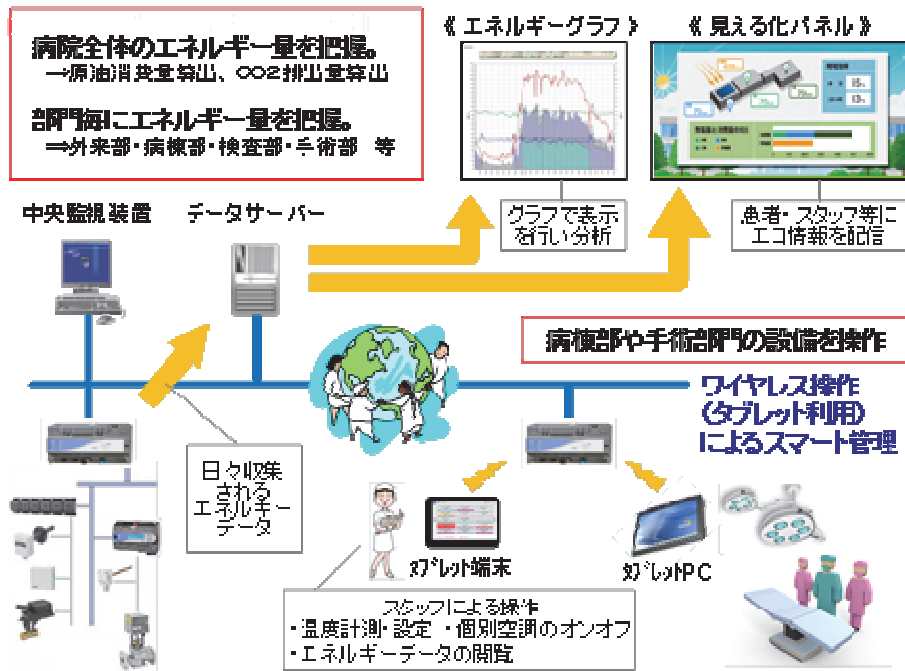 病院全体のエネルギー量を把握。
→原油消費量算出、CO2排出量算出
部門毎にエネルギー量を把握。
→外来部・病棟部・検査部・手術部 等
《 エネルギーグラフ 》
《 見える化パネル 》
グラフで表示
を行い分析
患者・スタッフ等に
エコ情報を配信
中央監視装置
データサーバー
病棟部や手術部門の設備を操作
ワイヤレス操作
(タブレット利用)
によるスマート管理
日々収集
される
エネルギー
データ
タブレット端末
タブレットPC
スタッフによる操作
・温度計測・設定 ・個別空調のオンオフ
・エネルギーデータの閲覧